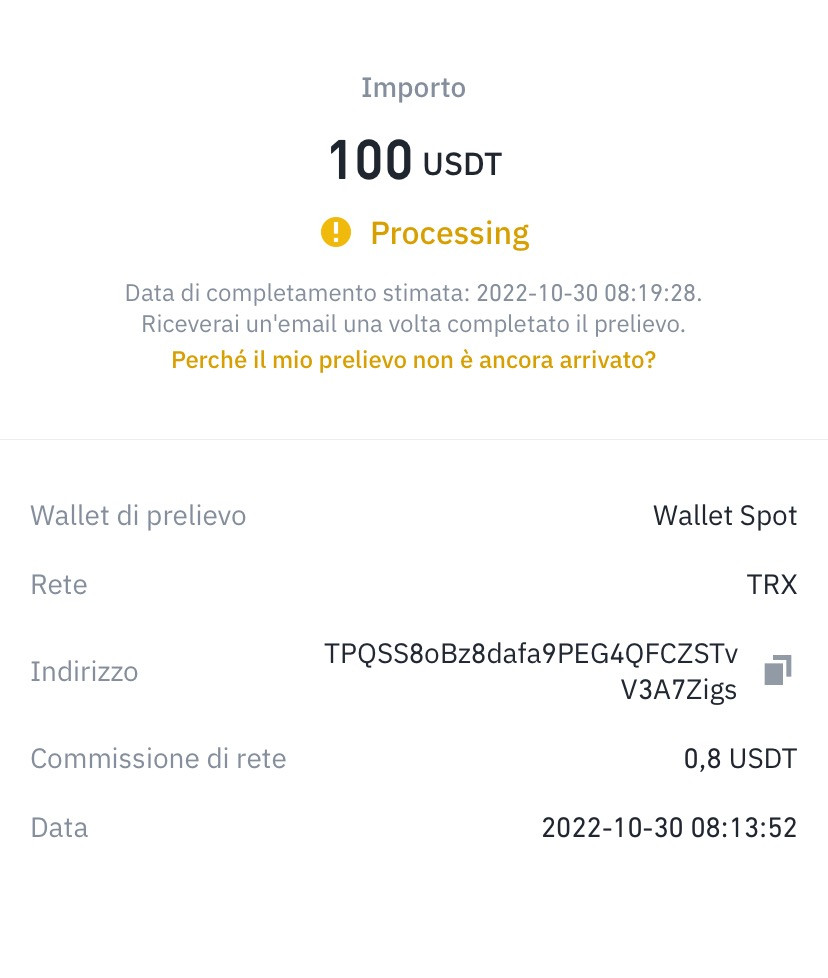 Importo
100 USDT
Processing
Data di completamento stimata: 2022-10-30 08:19:28.
Riceverai un'email una volta completato il prelievo.
Perché il mio prelievo non è ancora arrivato?
Wallet di prelievo Wallet Spot
Rete TRX
Indirizzo TPQSS8oBz8dafa9PEG4QFCZSTv
V3A7Zigs
Commissione di rete 0,8 USDT
Data 2022-10-30 08:13:52